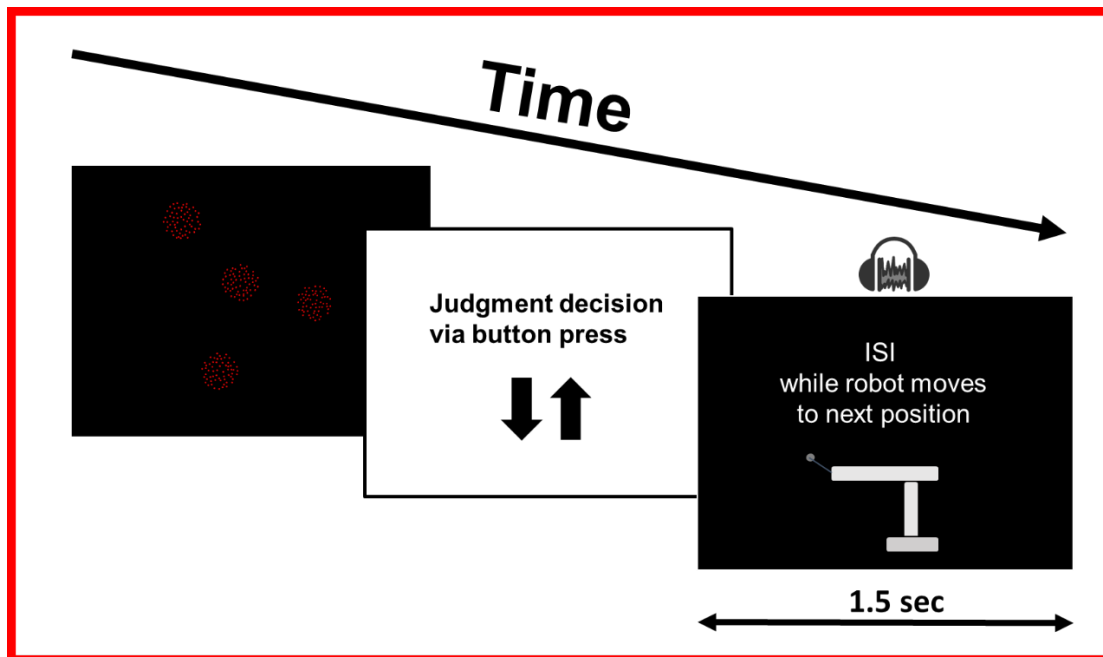 Time
Judgment decision
via button press
ISI
while robot moves
to next position
1.5 sec